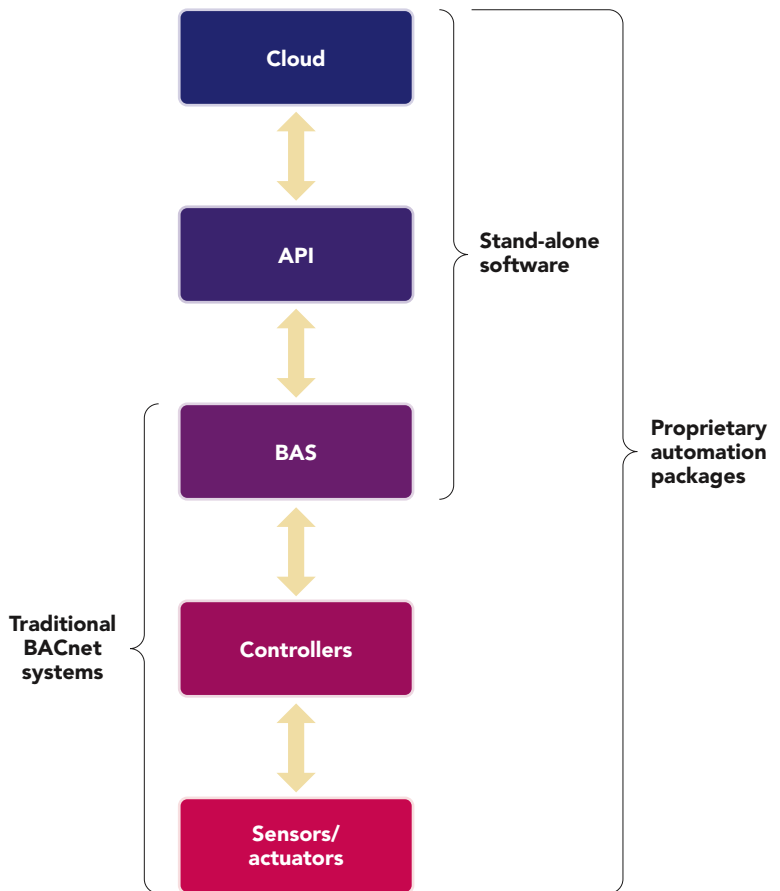 Cloud
API
Stand-alone
software
BAS
Proprietary
automation
packages
Traditional
BACnet
systems
Controllers
Sensors/
actuators